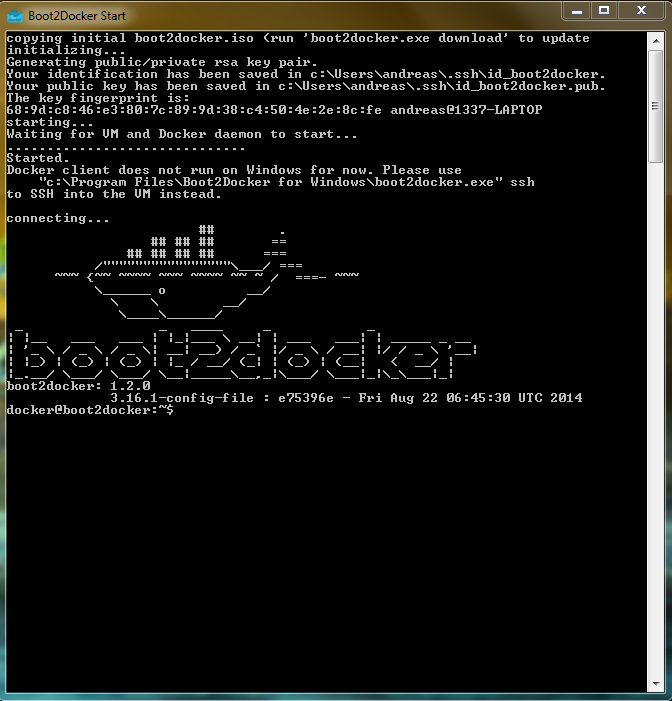 Boot2Docker Start
copying initial boot2docker.iso (run 'boot2docker.exe download' to update
initializing...
Generating public/private rsa key pair.
Your identification has been saved in c:\Users\andreas\.ssh\id_boot2docker.
Your public key has been saved in c:\Users\andreas\.ssh\id_boot2docker.pub.
The key fingerprint is:
68:9d:c8:46:e3:80:7c:89:9d:38:c4:50:4e:2e:8c:fe andreas@1337-LAPTOP
starting...
Waiting for VM and Docker daemon to start...
..............................
Started.
Docker client does not run on Windows for now. Please use
"c:\Program Files\Boot2Docker for Windows\boot2docker.exe" ssh
to SSH into the VM instead.
connecting...
boot2docker
boot2docker: 1.2.0
3.16.1-config-file : e75396e - Fri Aug 22 06:45:30 UTC 2014
docker@boot2docker:~$